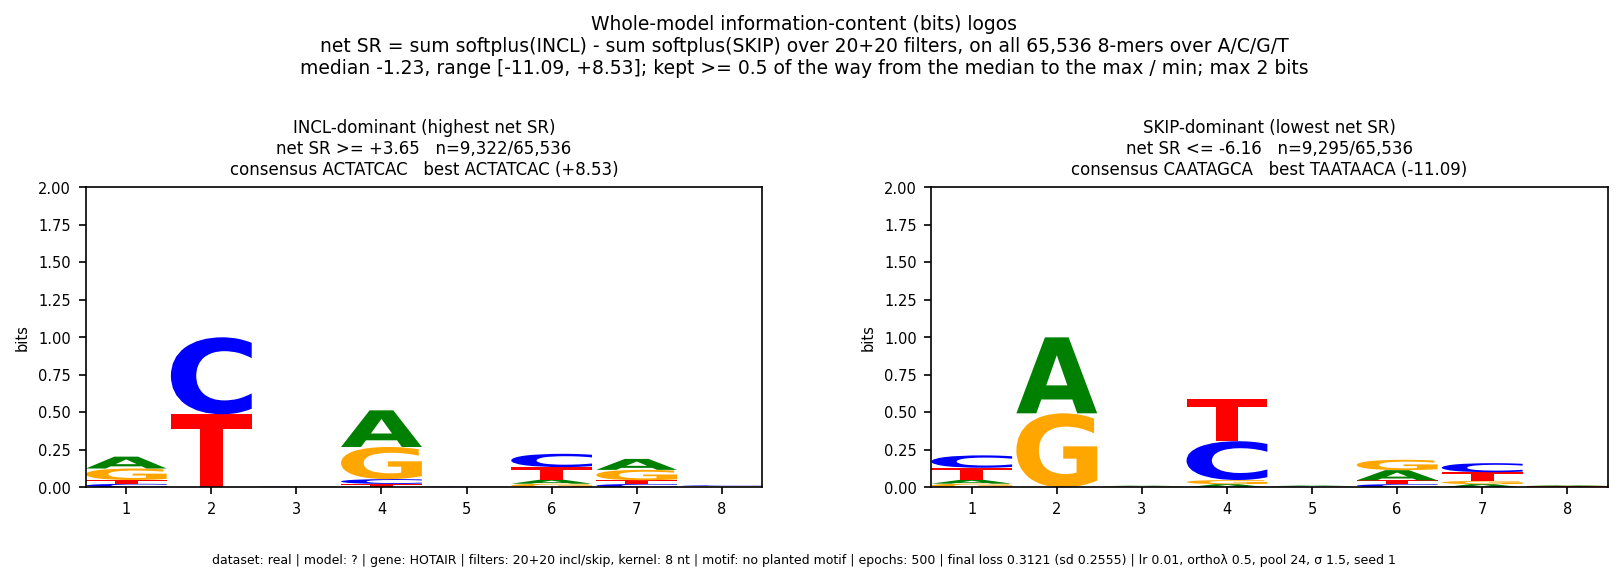 Whole-model information-content (bits) logos
net SR = sum softplus(INCL) - sum softplus(SKIP) over 20+20 filters, on all 65,536 8-mers over A/C/G/T
median -1.23, range [-11.09, +8.53]; kept >= 0.5 of the way from the median to the max / min; max 2 bits
INCL-dominant (highest net SR)
net SR >= +3.65   n=9,322/65,536
consensus ACTATCAC   best ACTATCAC (+8.53)
2.00
1.75
1.50
1.25
1.00
0.75
0.50
0.25
0.00
bits
A
G
T
C
C
T
A
G
C
T
C
T
A
G
A
G
T
C
1 2 3 4 5 6 7 8
SKIP-dominant (lowest net SR)
net SR <= -6.16   n=9,295/65,536
consensus CAATAGCA   best TAATAACA (-11.09)
2.00
1.75
1.50
1.25
1.00
0.75
0.50
0.25
0.00
bits
C
T
A
G
A
G
T
C
G
A
G
A
T
C
C
T
G
A
1 2 3 4 5 6 7 8
dataset: real | model: ? | gene: HOTAIR | filters: 20+20 incl/skip, kernel: 8 nt | motif: no planted motif | epochs: 500 | final loss 0.3121 (sd 0.2555) | lr 0.01, orthoλ 0.5, pool 24, σ 1.5, seed 1